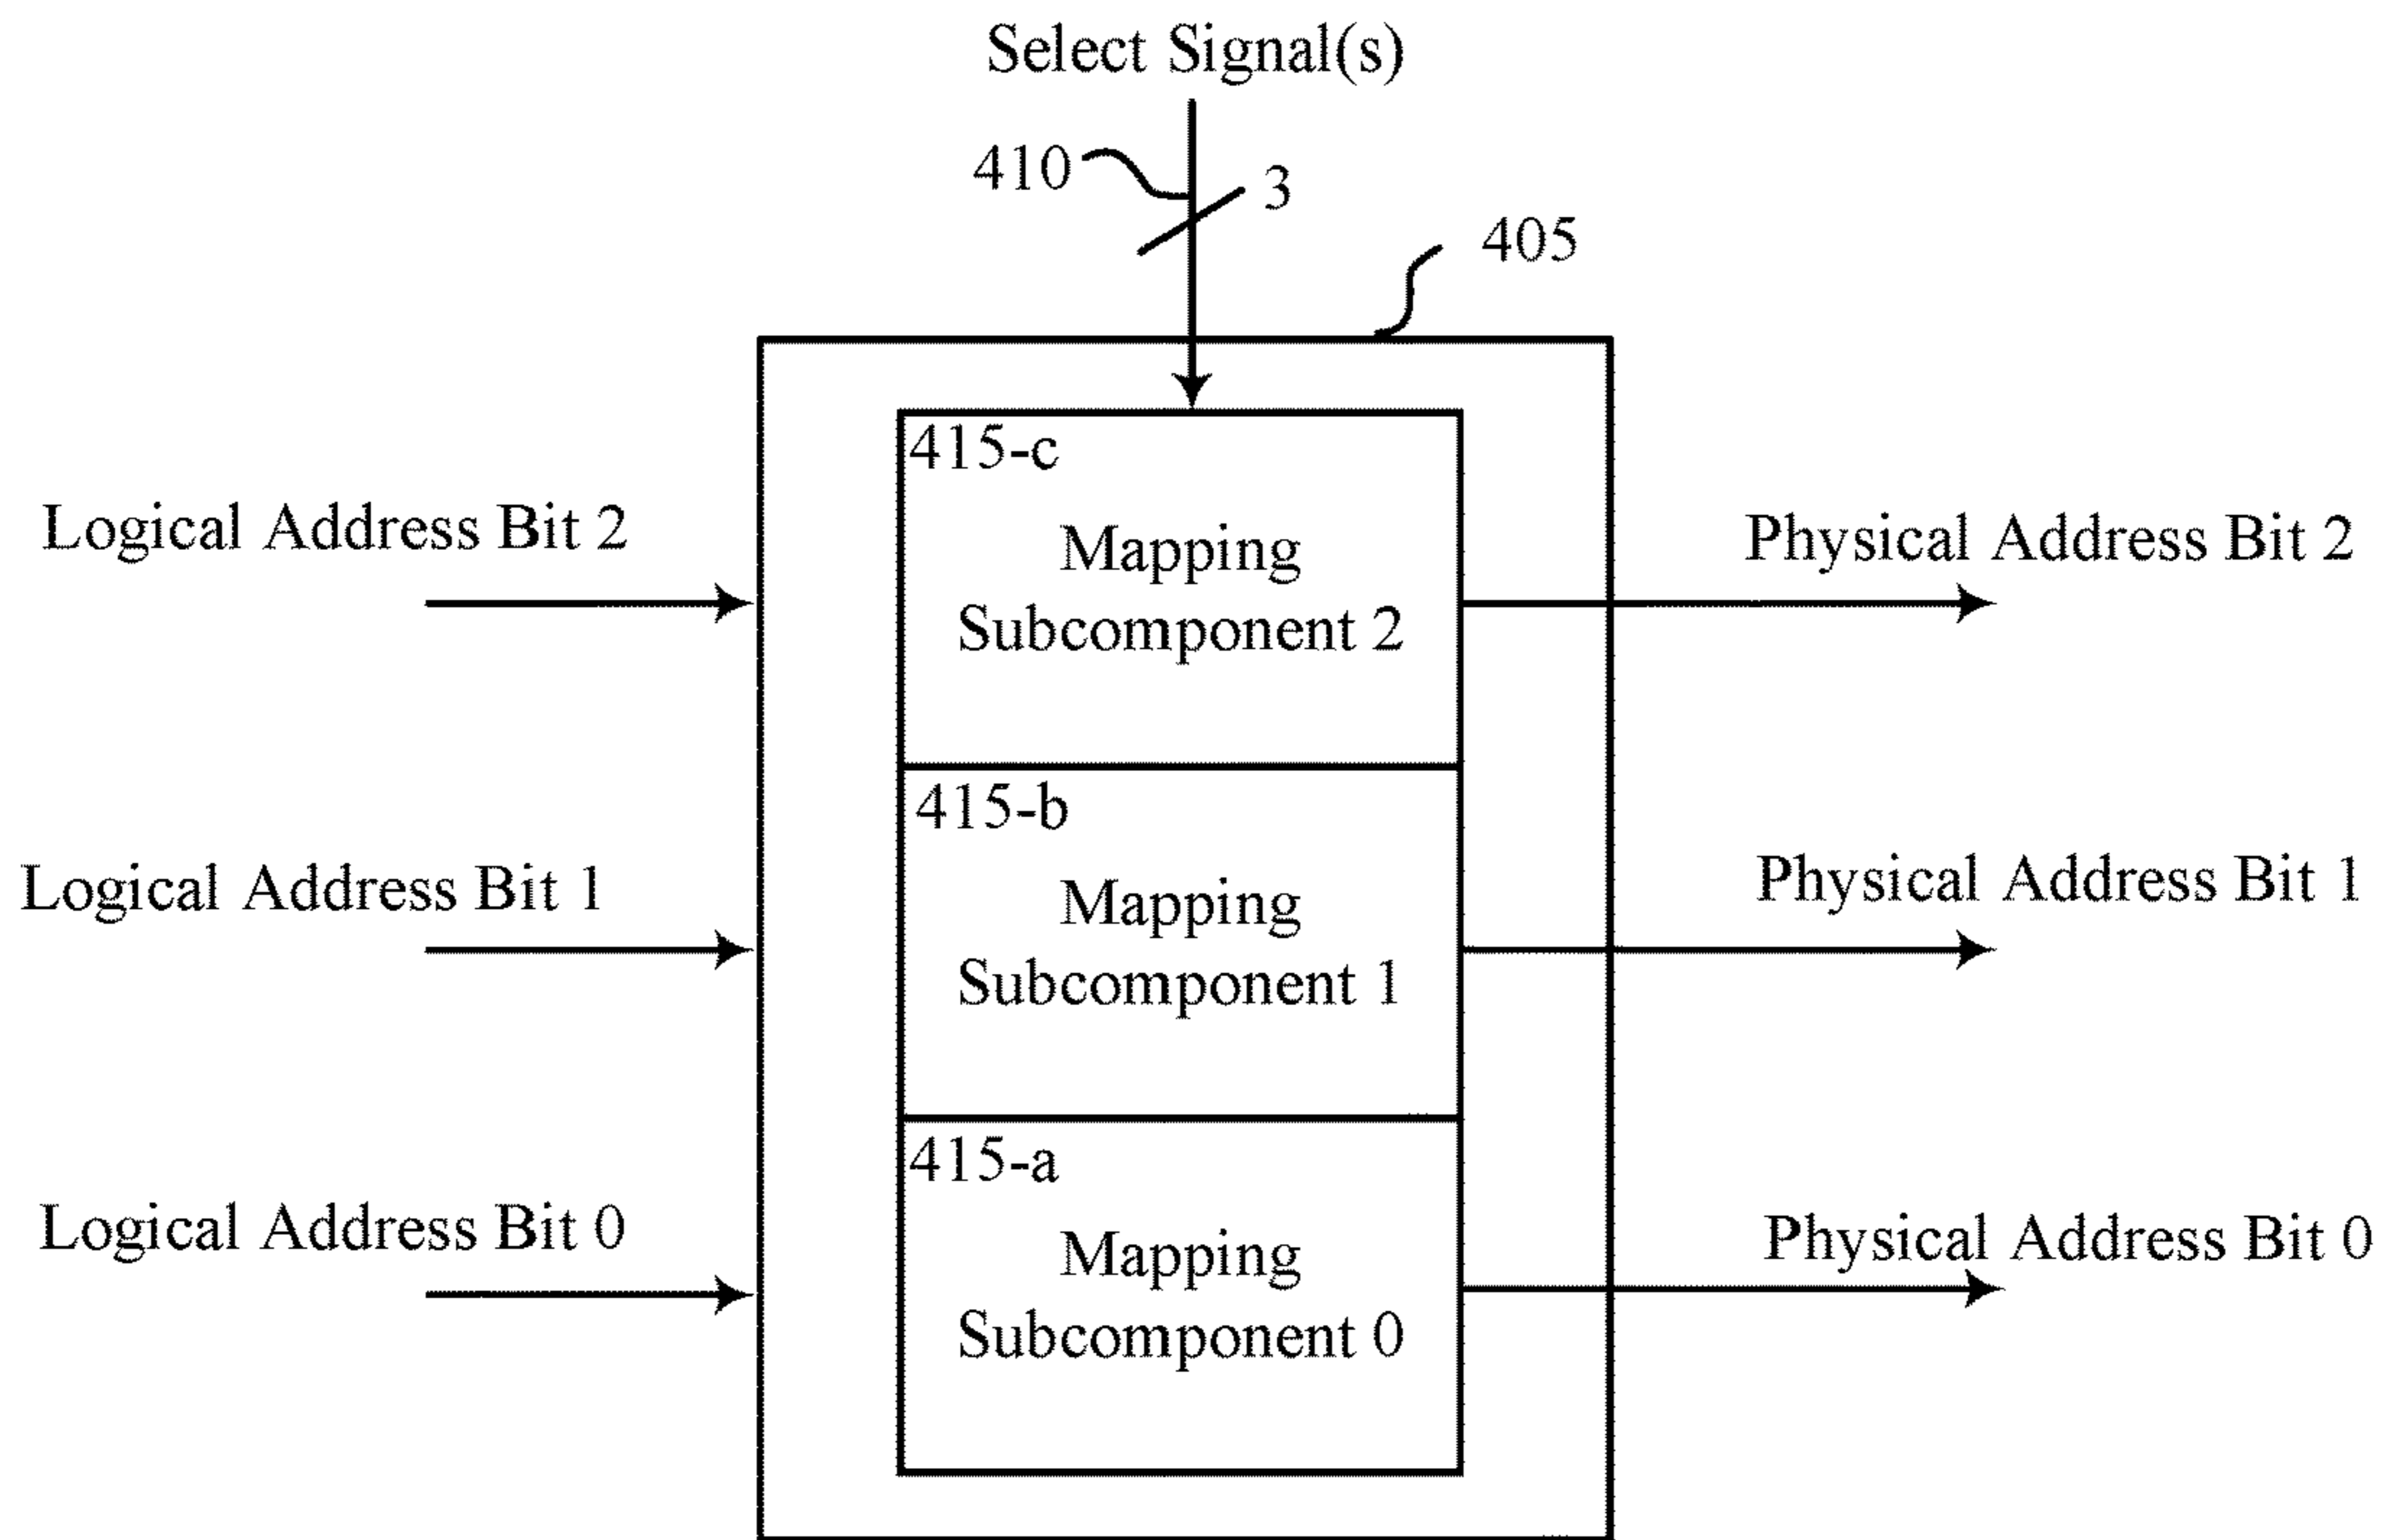 Select Signal(s)
410
3
405
415-c
Logical Address Bit 2
Mapping
Subcomponent 2
Physical Address Bit 2
415-b
Logical Address Bit 1
Mapping
Subcomponent 1
Physical Address Bit 1
415-a
Logical Address Bit 0
Mapping
Subcomponent 0
Physical Address Bit 0